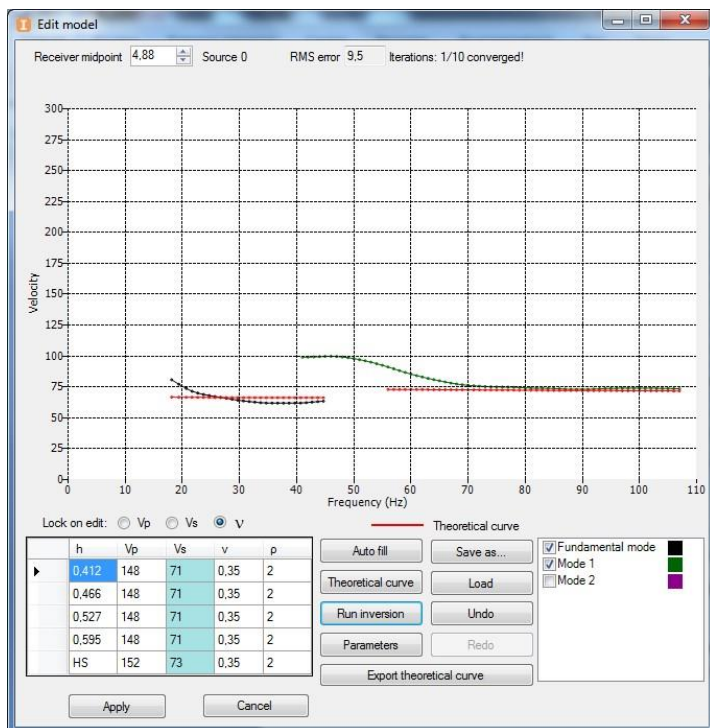 Edit model
Receiver midpoint 4,88 Source 0 RMS error 9,5 Iterations: 1/10 converged!
300
275
250
225
200
175
150
125
100
75
50
25
0
Velocity
0 10 20 30 40 50 60 70 80 90 100 110
Frequency (Hz)
Lock on edit: Vp Vs ν
Theoretical curve
h Vp Vs ν ρ
0,412 148 71 0,35 2
0,466 148 71 0,35 2
0,527 148 71 0,35 2
0,595 148 71 0,35 2
HS 152 73 0,35 2
Auto fill Save as...
Theoretical curve Load
Run inversion Undo
Parameters Redo
Export theoretical curve
Fundamental mode
Mode 1
Mode 2
Apply Cancel